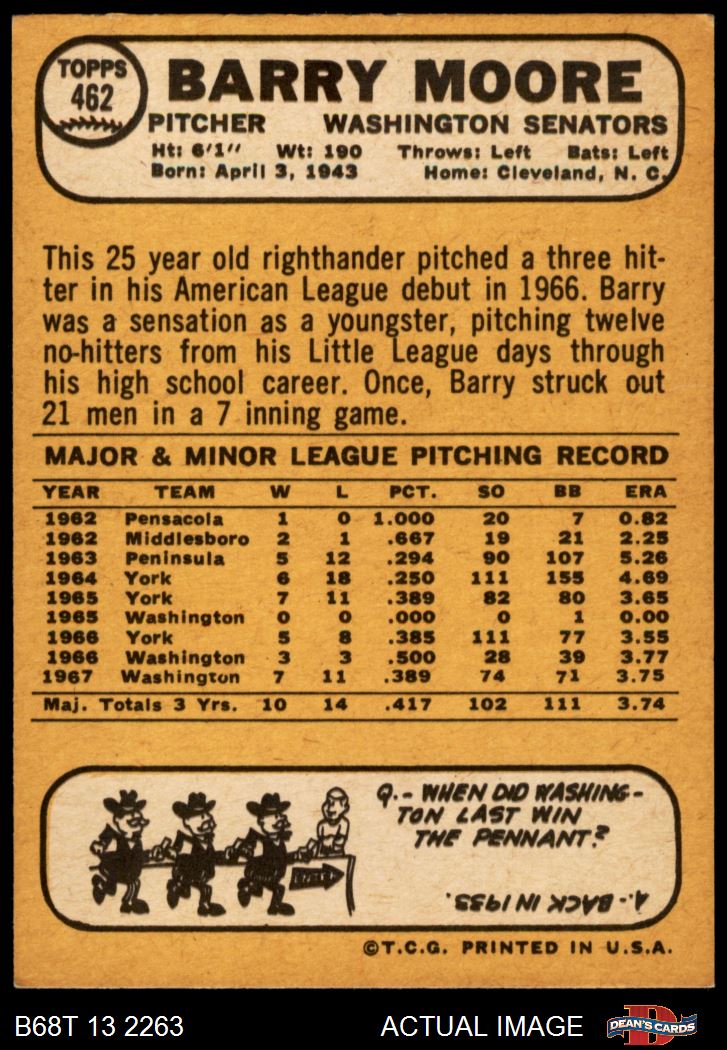 TOPPS
462
BARRY MOORE
PITCHER WASHINGTON SENATORS
Ht: 6'1" Wt: 190 Throws: Left Bats: Left
Born: April 3, 1943 Home: Cleveland, N. C.
This 25 year old righthander pitched a three hit-
ter in his American League debut in 1966. Barry
was a sensation as a youngster, pitching twelve
no-hitters from his Little League days through
his high school career. Once, Barry struck out
21 men in a 7 inning game.
MAJOR & MINOR LEAGUE PITCHING RECORD
YEAR TEAM W L PCT. SO BB ERA
1962 Pensacola 1 0 1.000 20 7 0.82
1962 Middlesboro 2 1 .667 19 21 2.25
1963 Peninsula 5 12 .294 90 107 5.26
1964 York 6 18 .250 111 155 4.69
1965 York 7 11 .389 82 80 3.65
1965 Washington 0 0 .000 0 1 0.00
1966 York 5 8 .385 111 77 3.55
1966 Washington 3 3 .500 28 39 3.77
1967 Washington 7 11 .389 74 71 3.75
Maj. Totals 3 Yrs. 10 14 .417 102 111 3.74
Q.- WHEN DID WASHING-
TON LAST WIN
THE PENNANT?
A.- BACK IN 1933.
©T.C.G. PRINTED IN U.S.A.
B68T 13 2263
ACTUAL IMAGE
DEAN'S CARDS